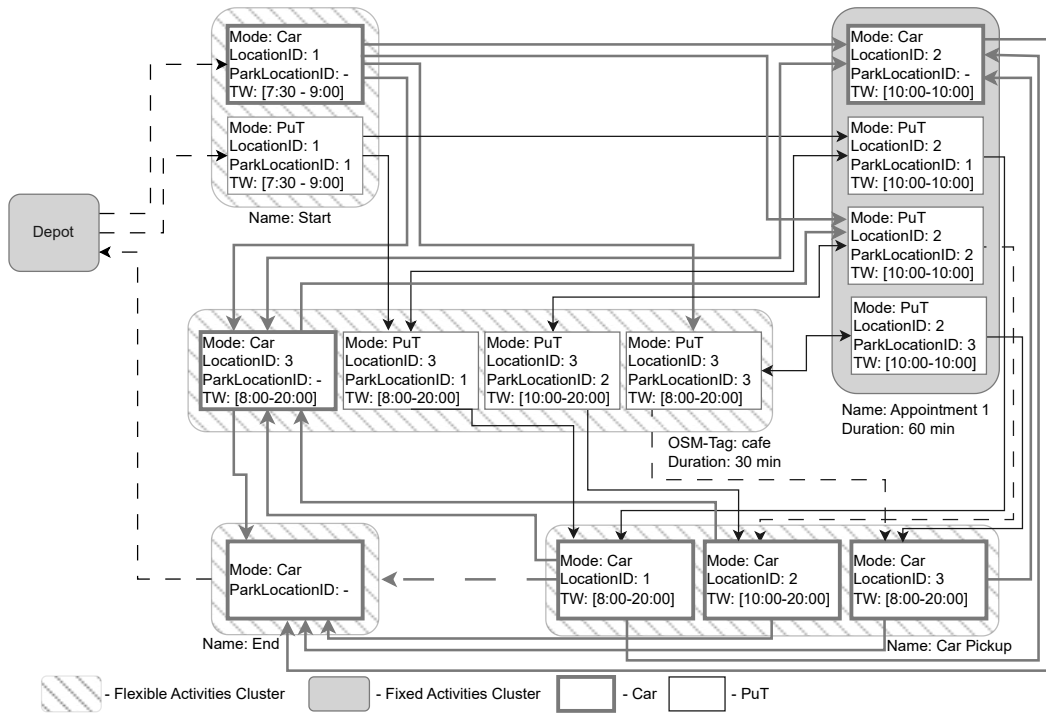 Mode: Car
LocationID: 1
ParkLocationID: -
TW: [7:30 - 9:00]
Mode: PuT
LocationID: 1
ParkLocationID: 1
TW: [7:30 - 9:00]
Name: Start
Depot
Mode: Car
LocationID: 2
ParkLocationID: -
TW: [10:00-10:00]
Mode: PuT
LocationID: 2
ParkLocationID: 1
TW: [10:00-10:00]
Mode: PuT
LocationID: 2
ParkLocationID: 2
TW: [10:00-10:00]
Mode: PuT
LocationID: 2
ParkLocationID: 3
TW: [10:00-10:00]
Name: Appointment 1
Duration: 60 min
Mode: Car
LocationID: 3
ParkLocationID: -
TW: [8:00-20:00]
Mode: PuT
LocationID: 3
ParkLocationID: 1
TW: [8:00-20:00]
Mode: PuT
LocationID: 3
ParkLocationID: 2
TW: [10:00-20:00]
Mode: PuT
LocationID: 3
ParkLocationID: 3
TW: [8:00-20:00]
OSM-Tag: cafe
Duration: 30 min
Mode: Car
ParkLocationID: -
Name: End
Mode: Car
LocationID: 1
TW: [8:00-20:00]
Mode: Car
LocationID: 2
TW: [10:00-20:00]
Mode: Car
LocationID: 3
TW: [8:00-20:00]
Name: Car Pickup
- Flexible Activities Cluster
- Fixed Activities Cluster
- Car
- PuT